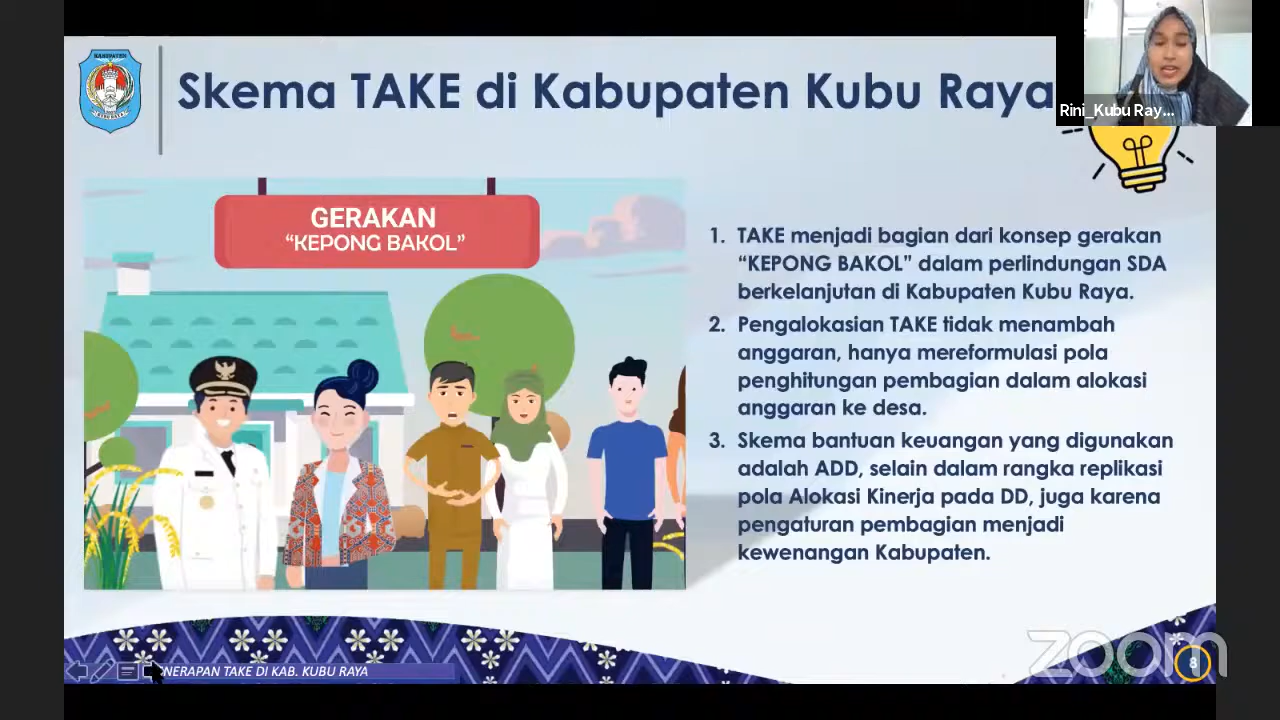 KABUPATEN
KUBU RAYA
Skema TAKE di Kabupaten Kubu Raya
Rini_Kubu Ray...
GERAKAN
“KEPONG BAKOL”
1. TAKE menjadi bagian dari konsep gerakan
“KEPONG BAKOL” dalam perlindungan SDA
berkelanjutan di Kabupaten Kubu Raya.
2. Pengalokasian TAKE tidak menambah
anggaran, hanya mereformulasi pola
penghitungan pembagian dalam alokasi
anggaran ke desa.
3. Skema bantuan keuangan yang digunakan
adalah ADD, selain dalam rangka replikasi
pola Alokasi Kinerja pada DD, juga karena
pengaturan pembagian menjadi
kewenangan Kabupaten.
NERAPAN TAKE DI KAB. KUBU RAYA
zoom
8